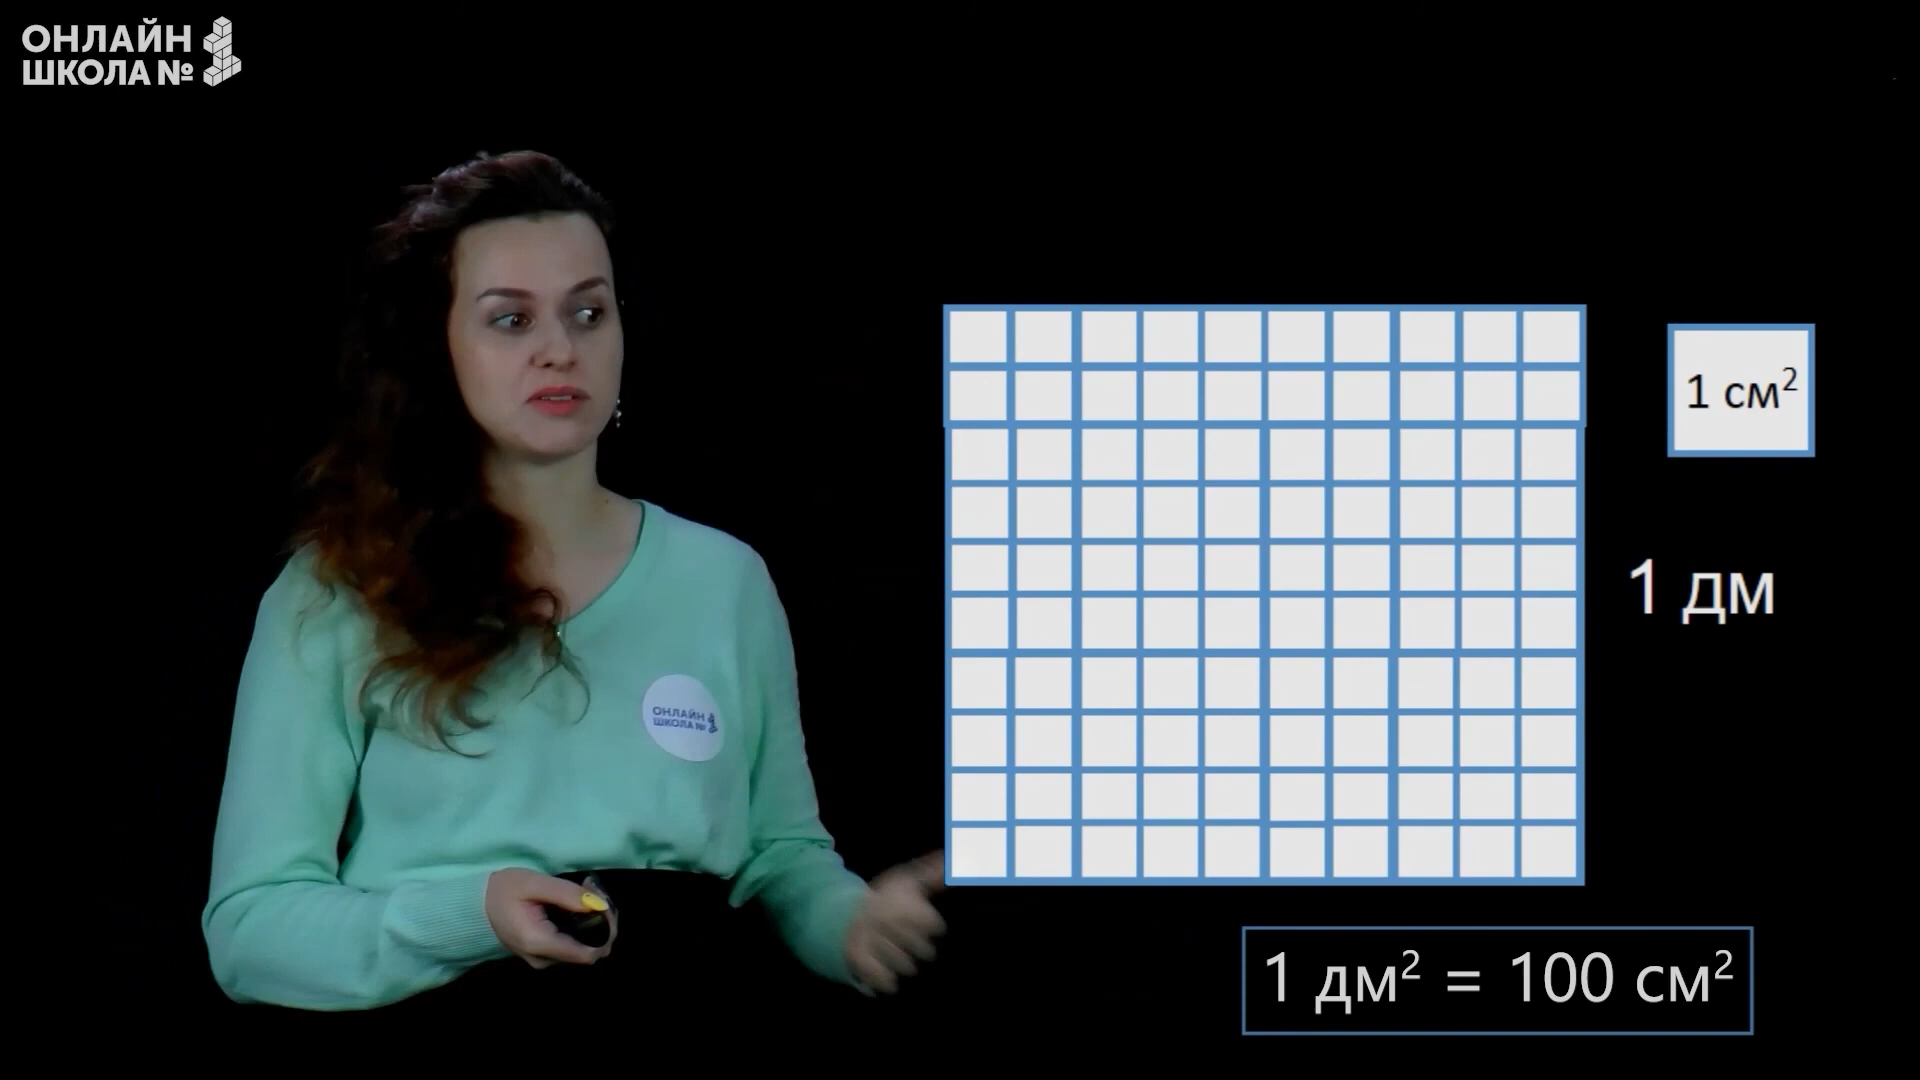 ОНЛАЙН
ШКОЛА №
1 см²
1 дм
ОНЛАЙН
ШКОЛА №
1 дм² = 100 см²